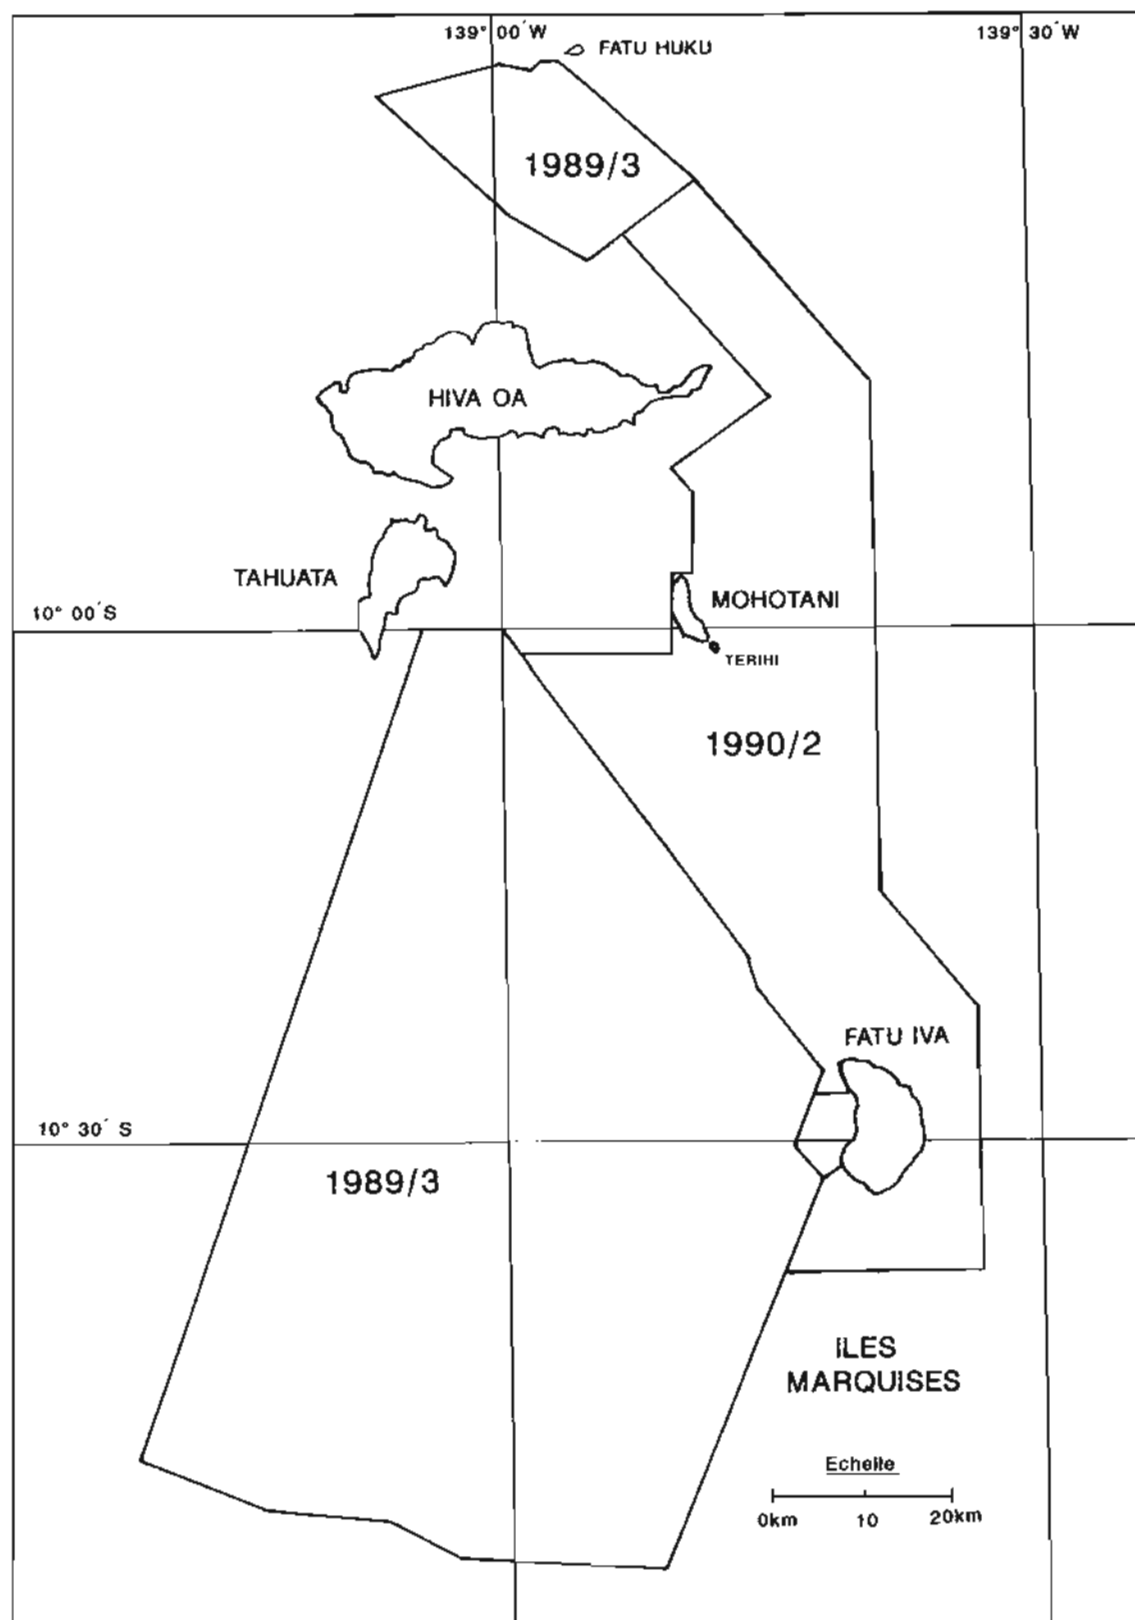 139° 00´W
139° 30´W
FATU HUKU
1989/3
HIVA OA
TAHUATA
MOHOTANI
10° 00´S
TERIHI
1990/2
FATU IVA
10° 30´ S
1989/3
ILES
MARQUISES
Echelle
0km 10 20km